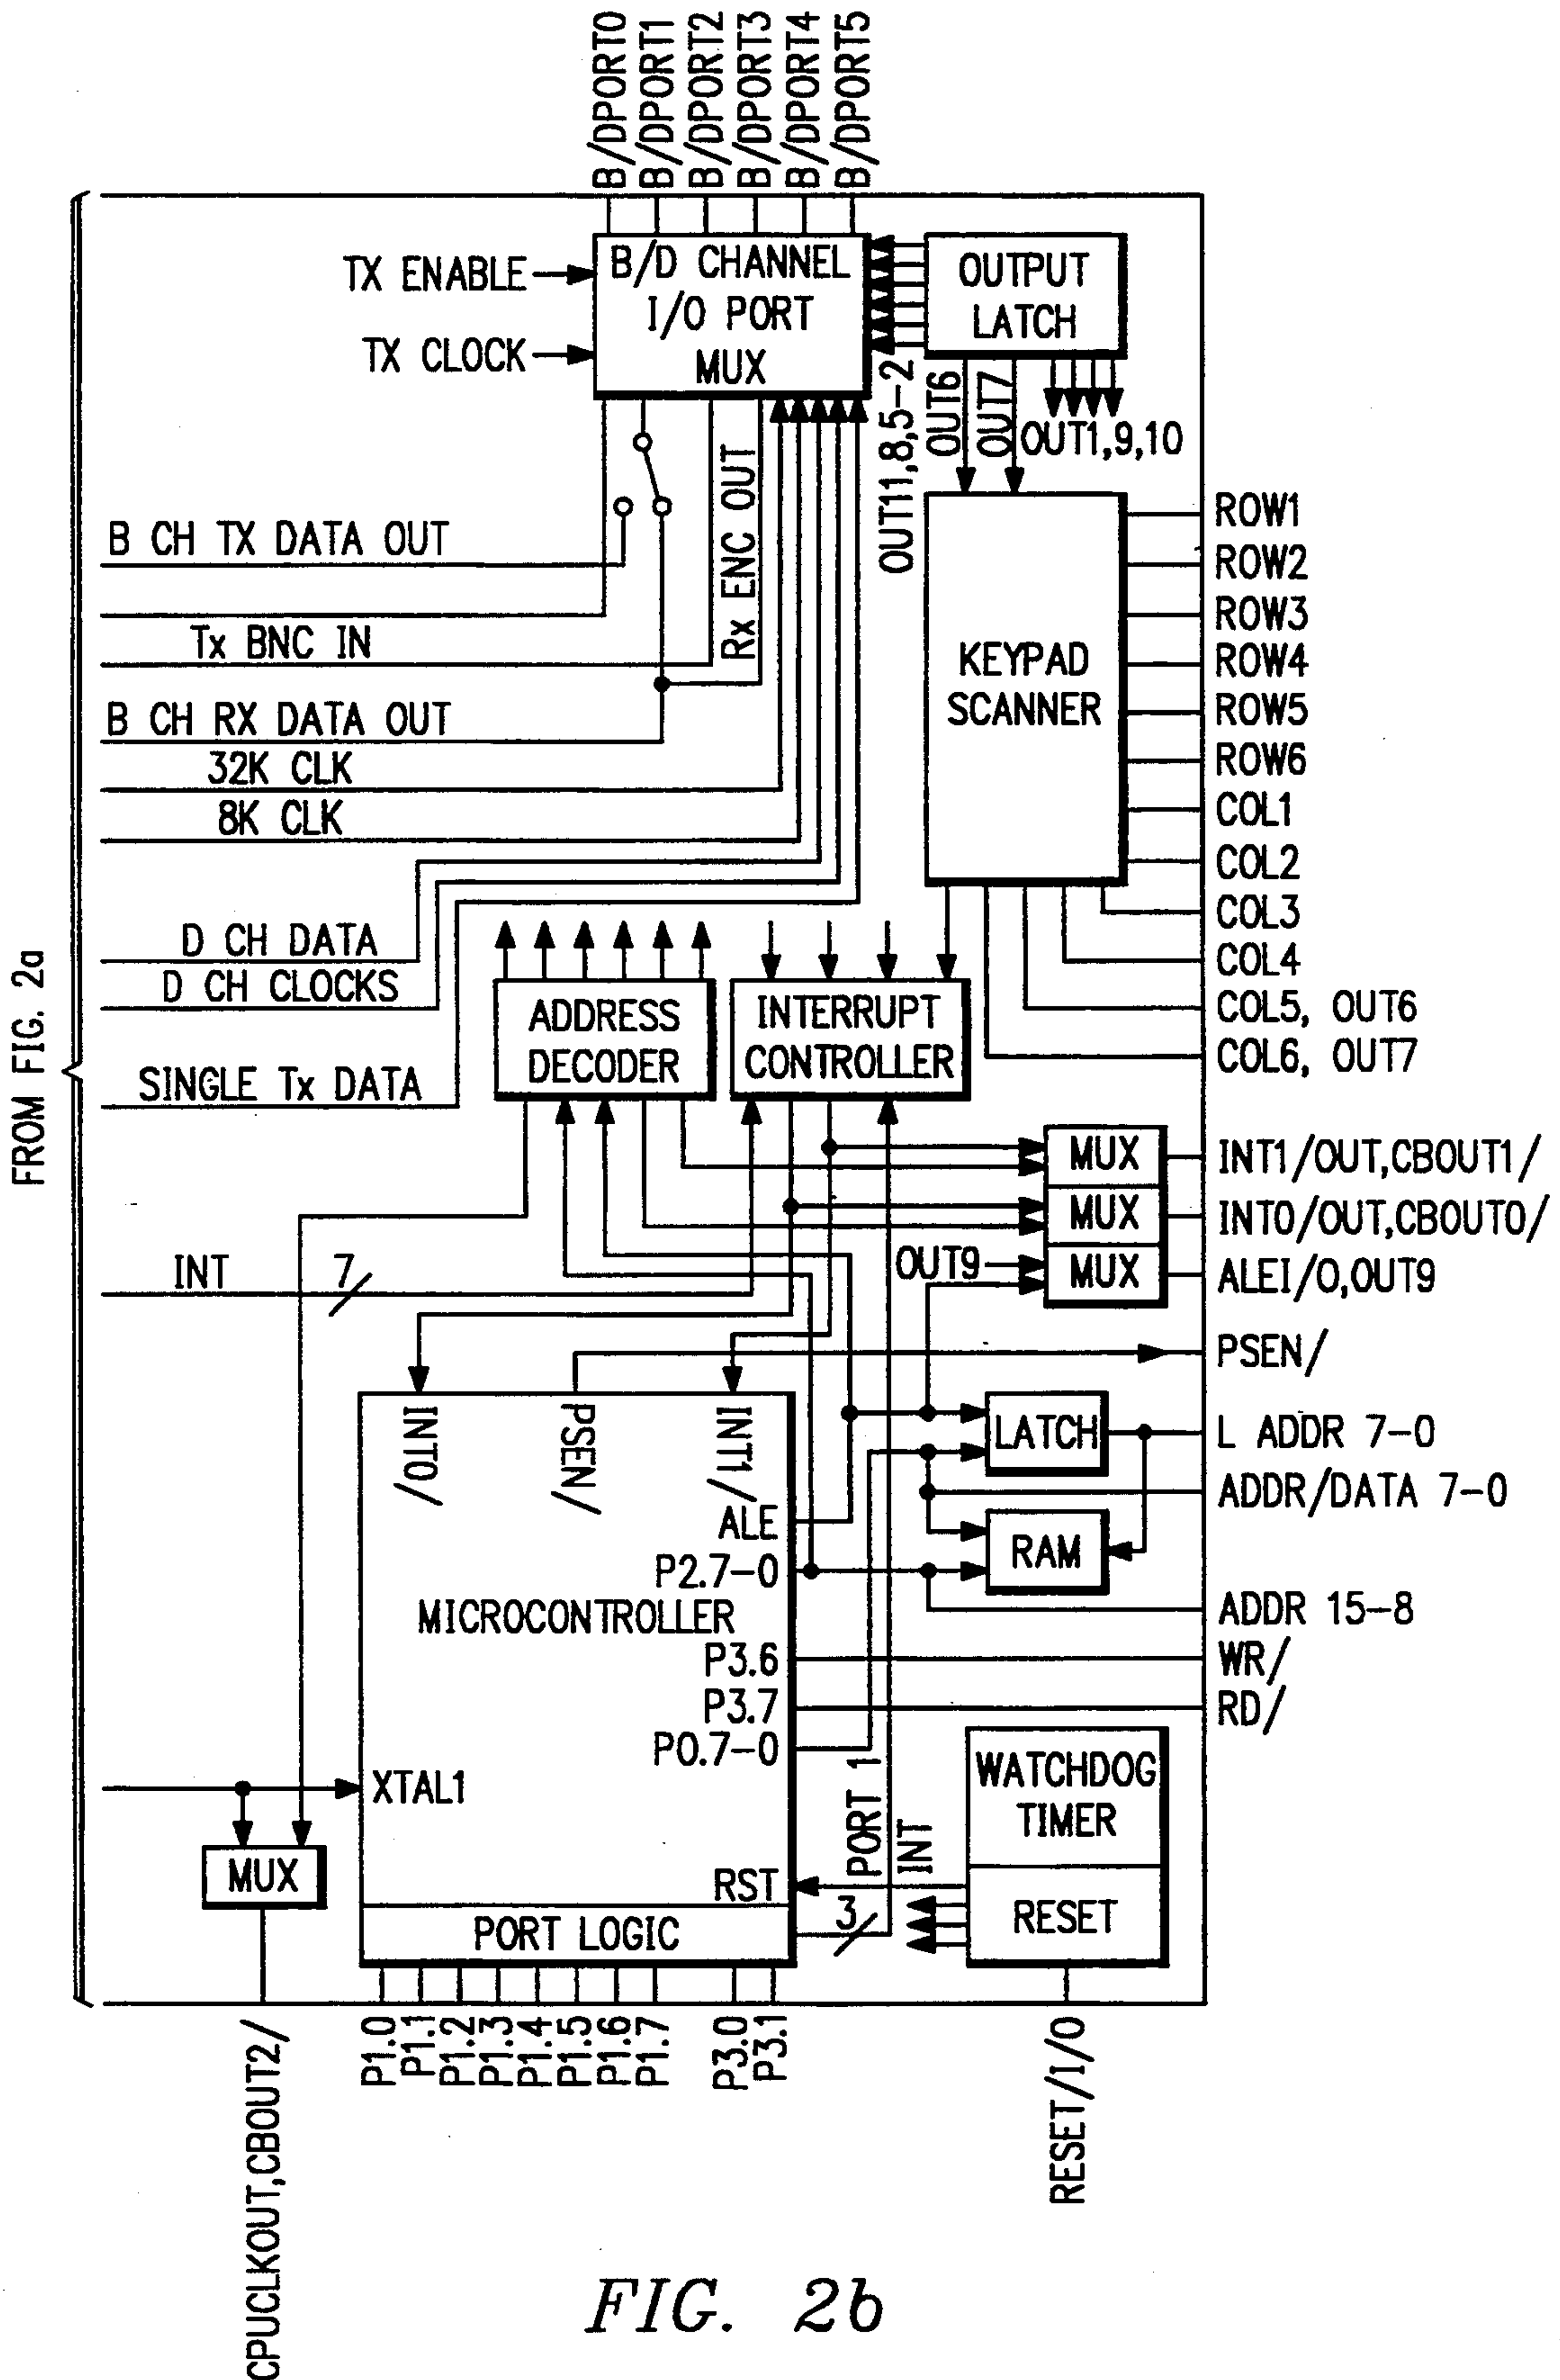 B/DPORT0
B/DPORT1
B/DPORT2
B/DPORT3
B/DPORT4
B/DPORT5
TX ENABLE
TX CLOCK
B/D CHANNEL
I/O PORT
MUX
OUTPUT
LATCH
OUT11,8,5-2
OUT6
OUT7
OUT1,9,10
B CH TX DATA OUT
Tx BNC IN
Rx ENC OUT
B CH RX DATA OUT
32K CLK
8K CLK
D CH DATA
D CH CLOCKS
SINGLE Tx DATA
FROM FIG. 2a
KEYPAD
SCANNER
ROW1
ROW2
ROW3
ROW4
ROW5
ROW6
COL1
COL2
COL3
COL4
COL5, OUT6
COL6, OUT7
ADDRESS
DECODER
INTERRUPT
CONTROLLER
MUX
INT1/OUT,CBOUT1/
MUX
INT0/OUT,CBOUT0/
OUT9
MUX
ALEI/O,OUT9
INT
7
PSEN/
INT0/
PSEN/
INT1/
LATCH
L ADDR 7-0
ADDR/DATA 7-0
ALE
RAM
P2.7-0
MICROCONTROLLER
ADDR 15-8
P3.6
WR/
P3.7
RD/
P0.7-0
XTAL1
PORT 1
INT
WATCHDOG
TIMER
MUX
RST
RESET
PORT LOGIC
3
P1.0
P1.1
P1.2
P1.3
P1.4
P1.5
P1.6
P1.7
P3.0
P3.1
CPUCLKOUT,CBOUT2/
RESET/I/O
FIG. 2b